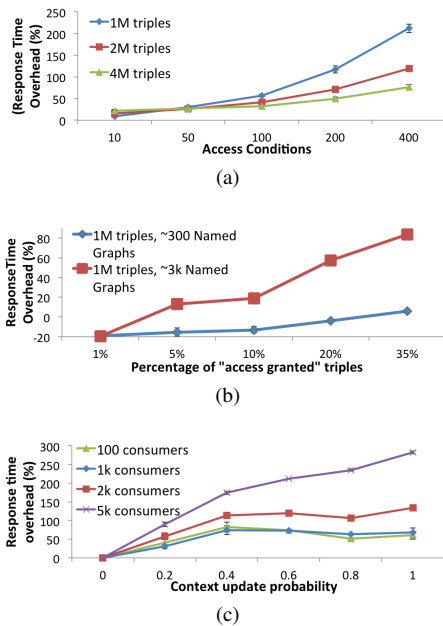 (Response Time
Overhead (%)
250
200
150
100
50
0
1M triples
2M triples
4M triples
10 50 100 200 400
Access Conditions
(a)
ResponseTime
Overhead (%)
80
60
40
20
0
-20
1M triples, ~300 Named
Graphs
1M triples, ~3k Named
Graphs
1% 5% 10% 20% 35%
Percentage of "access granted" triples
(b)
Response time
overhead (%)
300
250
200
150
100
50
0
100 consumers
1k consumers
2k consumers
5k consumers
0 0.2 0.4 0.6 0.8 1
Context update probability
(c)